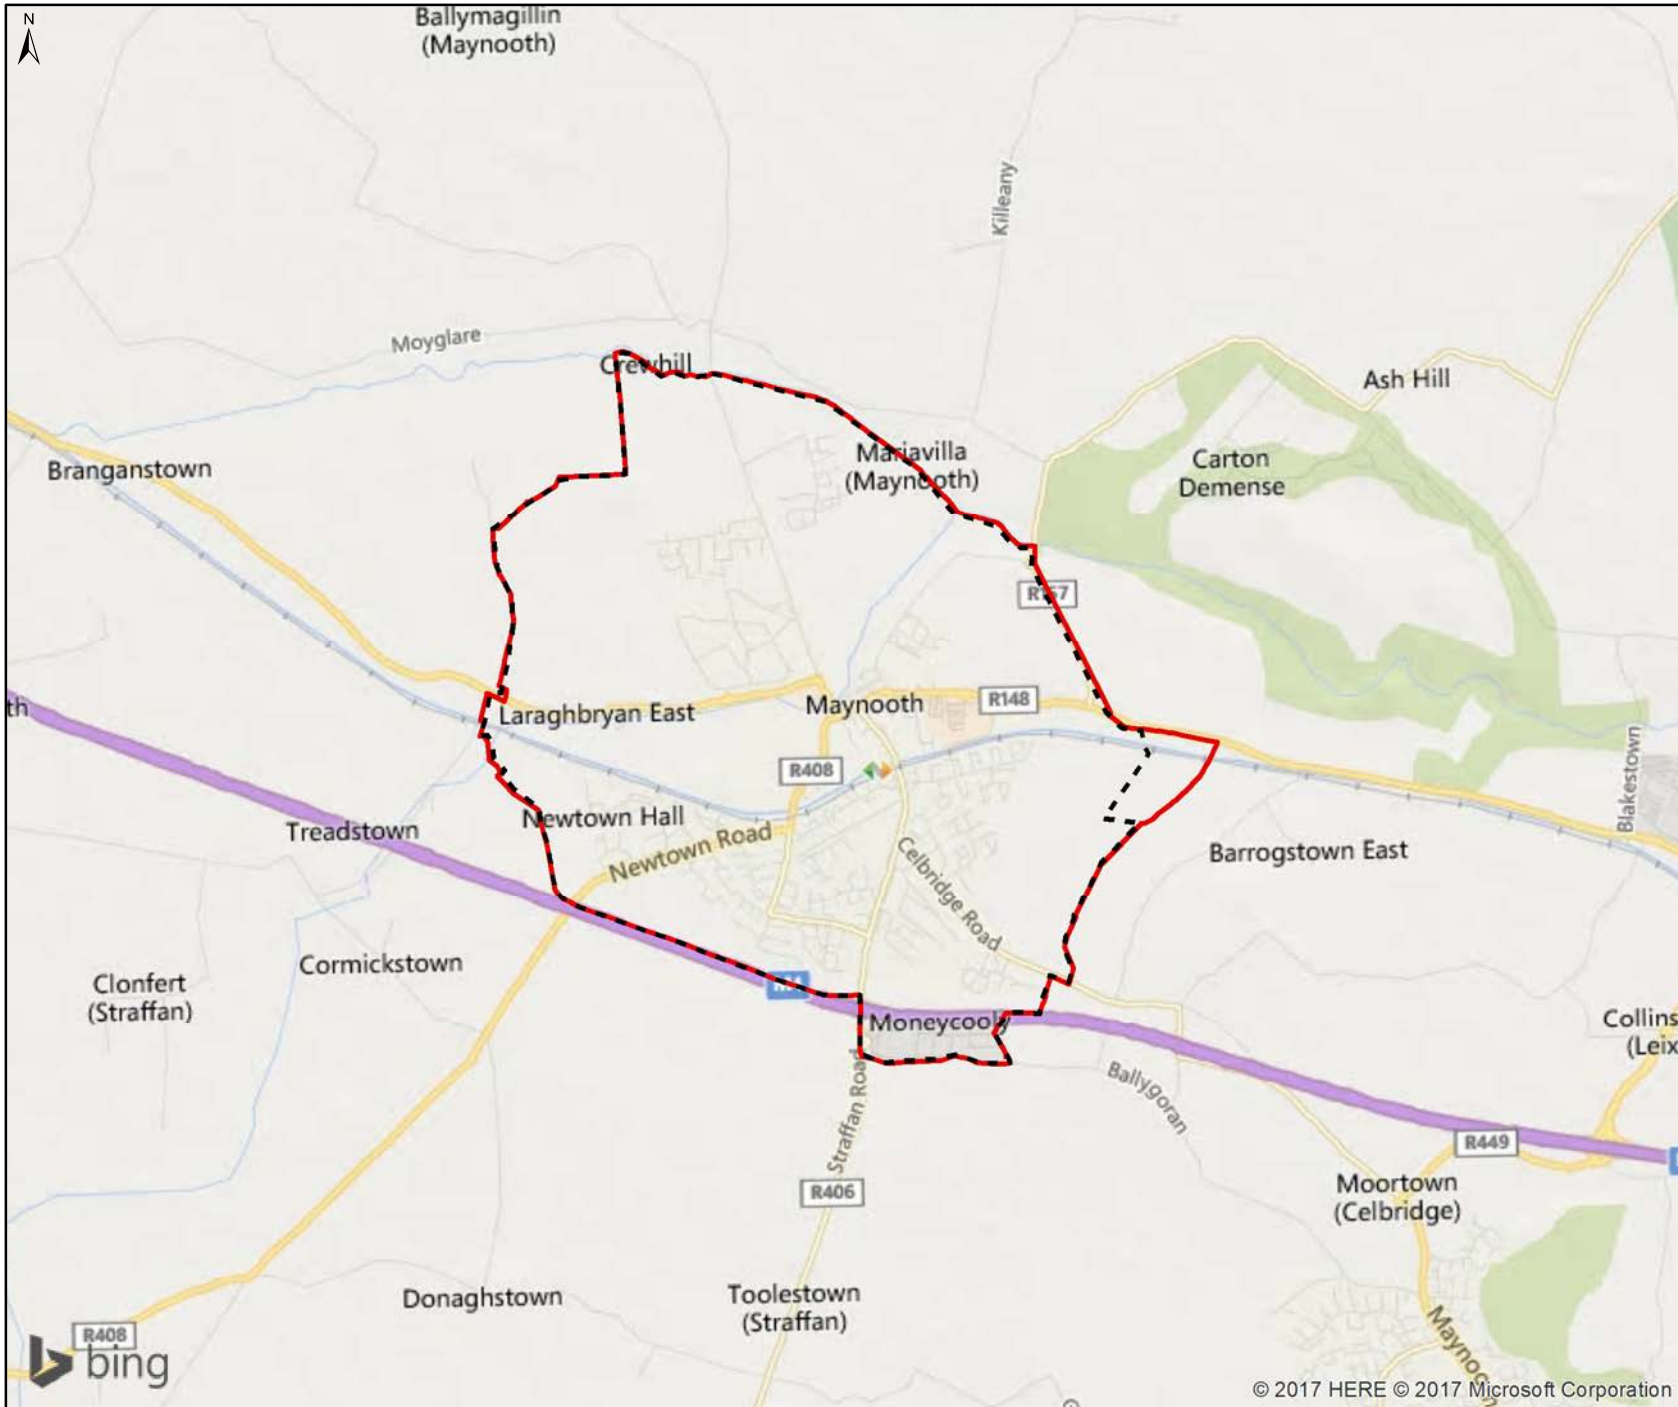 N
Ballymagillin
(Maynooth)
Killeany
Moyglare
Crewhill
Ash Hill
Branganstown
Mariavilla
(Maynooth)
Carton
Demense
R157
th
Laraghbryan East
Maynooth
R148
R408
Blakestown
Newtown Hall
Treadstown
Newtown Road
Celbridge Road
Barrogstown East
Cormickstown
Clonfert
(Straffan)
Moneycooly
Collins
(Leix
Straffan Road
Ballygoran
R449
R406
Moortown
(Celbridge)
Donaghstown
Toolestown
(Straffan)
R408
bing
Maynoo
© 2017 HERE © 2017 Microsoft Corporation